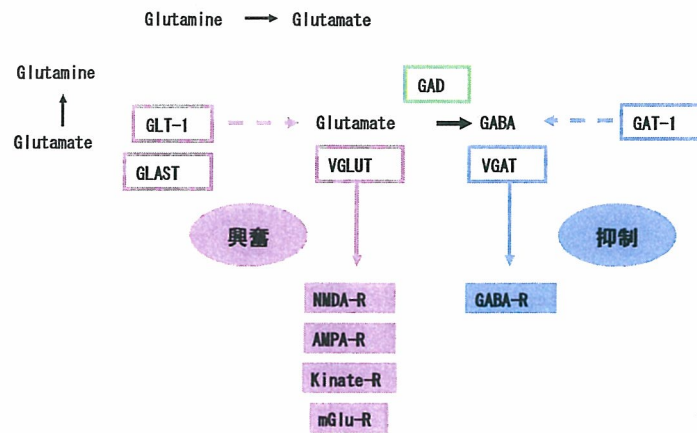 Glutamine → Glutamate
Glutamine
↑
Glutamate
GAD
GLT-1
Glutamate → GABA
GAT-1
GLAST
VGLUT
VGAT
興奮
抑制
NMDA-R
GABA-R
AMPA-R
Kinate-R
mGlu-R